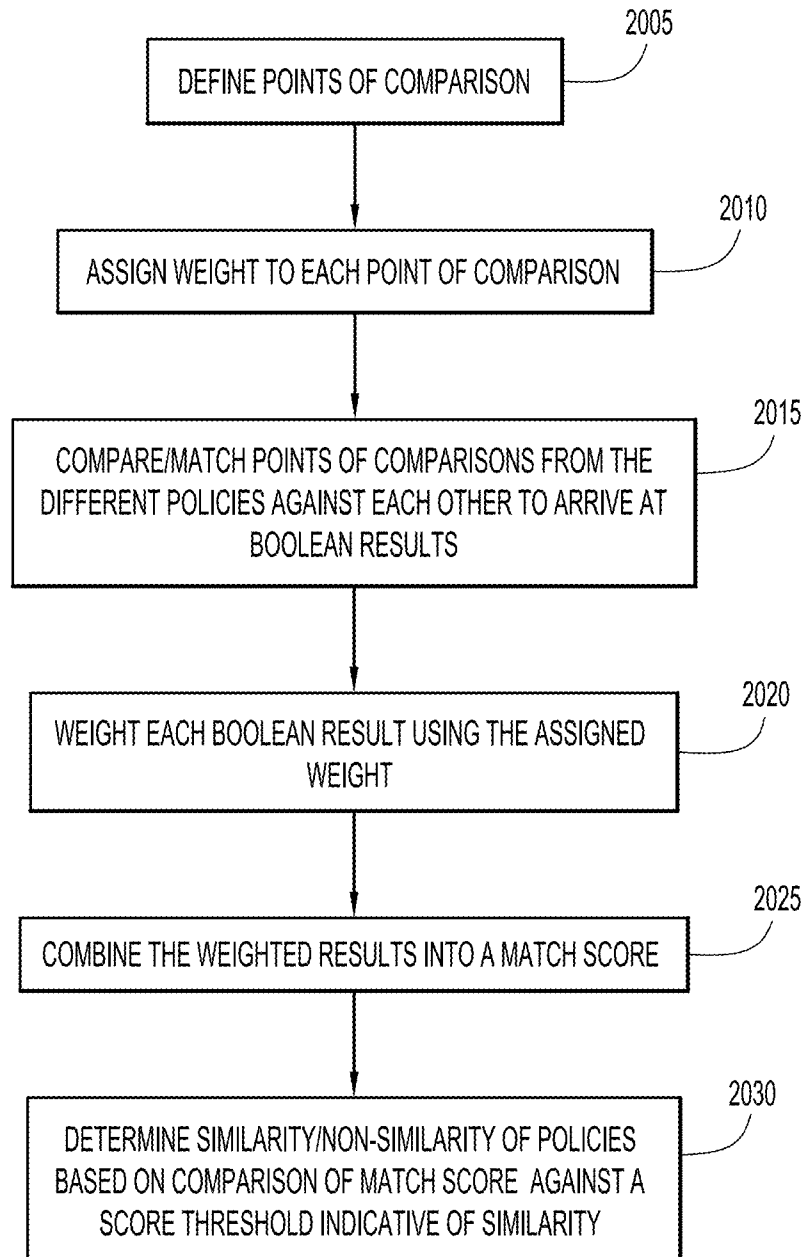 2005
DEFINE POINTS OF COMPARISON
2010
ASSIGN WEIGHT TO EACH POINT OF COMPARISON
2015
COMPARE/MATCH POINTS OF COMPARISONS FROM THE
DIFFERENT POLICIES AGAINST EACH OTHER TO ARRIVE AT
BOOLEAN RESULTS
2020
WEIGHT EACH BOOLEAN RESULT USING THE ASSIGNED
WEIGHT
2025
COMBINE THE WEIGHTED RESULTS INTO A MATCH SCORE
2030
DETERMINE SIMILARITY/NON-SIMILARITY OF POLICIES
BASED ON COMPARISON OF MATCH SCORE AGAINST A
SCORE THRESHOLD INDICATIVE OF SIMILARITY